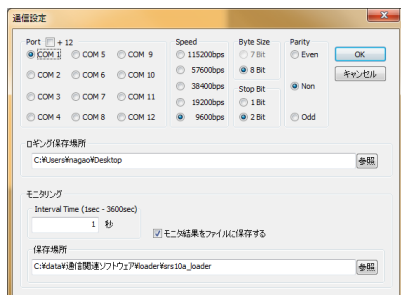 通信設定
Port + 12
COM 1 COM 5 COM 9
COM 2 COM 6 COM 10
COM 3 COM 7 COM 11
COM 4 COM 8 COM 12
Speed
115200bps
57600bps
38400bps
19200bps
9600bps
Byte Size
7 Bit
8 Bit
Stop Bit
1 Bit
2 Bit
Parity
Even
Non
Odd
OK
キャンセル
ロギング保存場所
C:¥Users¥nagao¥Desktop
参照
モニタリング
Interval Time (1sec - 3600sec)
1 秒
モニタ結果をファイルに保存する
保存場所
C:¥data¥通信関連ソフトウェア¥loader¥srs10a_loader
参照